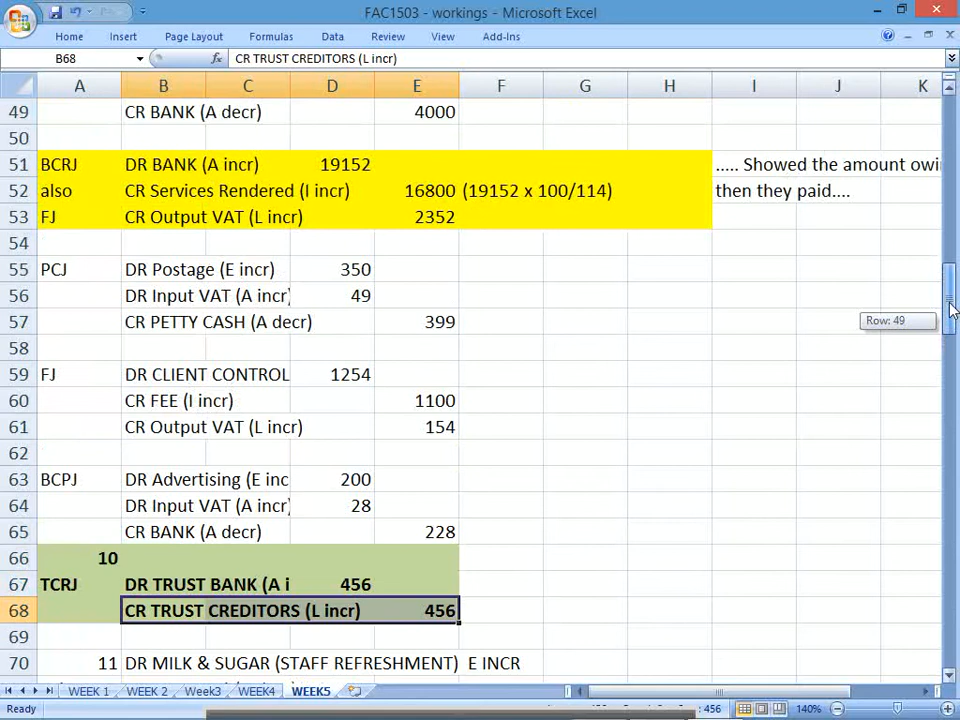 FAC1503 - workings - Microsoft Excel
Home Insert Page Layout Formulas Data Review View Add-Ins
B68 fx CR TRUST CREDITORS (L incr)
A B C D E F G H I J K
49 CR BANK (A decr) 4000
50
51 BCRJ DR BANK (A incr) 19152 ..... Showed the amount owi
52 also CR Services Rendered (I incr) 16800 (19152 x 100/114) then they paid....
53 FJ CR Output VAT (L incr) 2352
54
55 PCJ DR Postage (E incr) 350
56 DR Input VAT (A incr) 49
Row: 49
57 CR PETTY CASH (A decr) 399
58
59 FJ DR CLIENT CONTROL 1254
60 CR FEE (I incr) 1100
61 CR Output VAT (L incr) 154
62
63 BCPJ DR Advertising (E inc 200
64 DR Input VAT (A incr) 28
65 CR BANK (A decr) 228
66 10
67 TCRJ DR TRUST BANK (A i 456
68 CR TRUST CREDITORS (L incr) 456
69
70 11 DR MILK & SUGAR (STAFF REFRESHMENT) E INCR
WEEK 1 WEEK 2 Week3 WEEK4 WEEK5
Ready : 456 140%